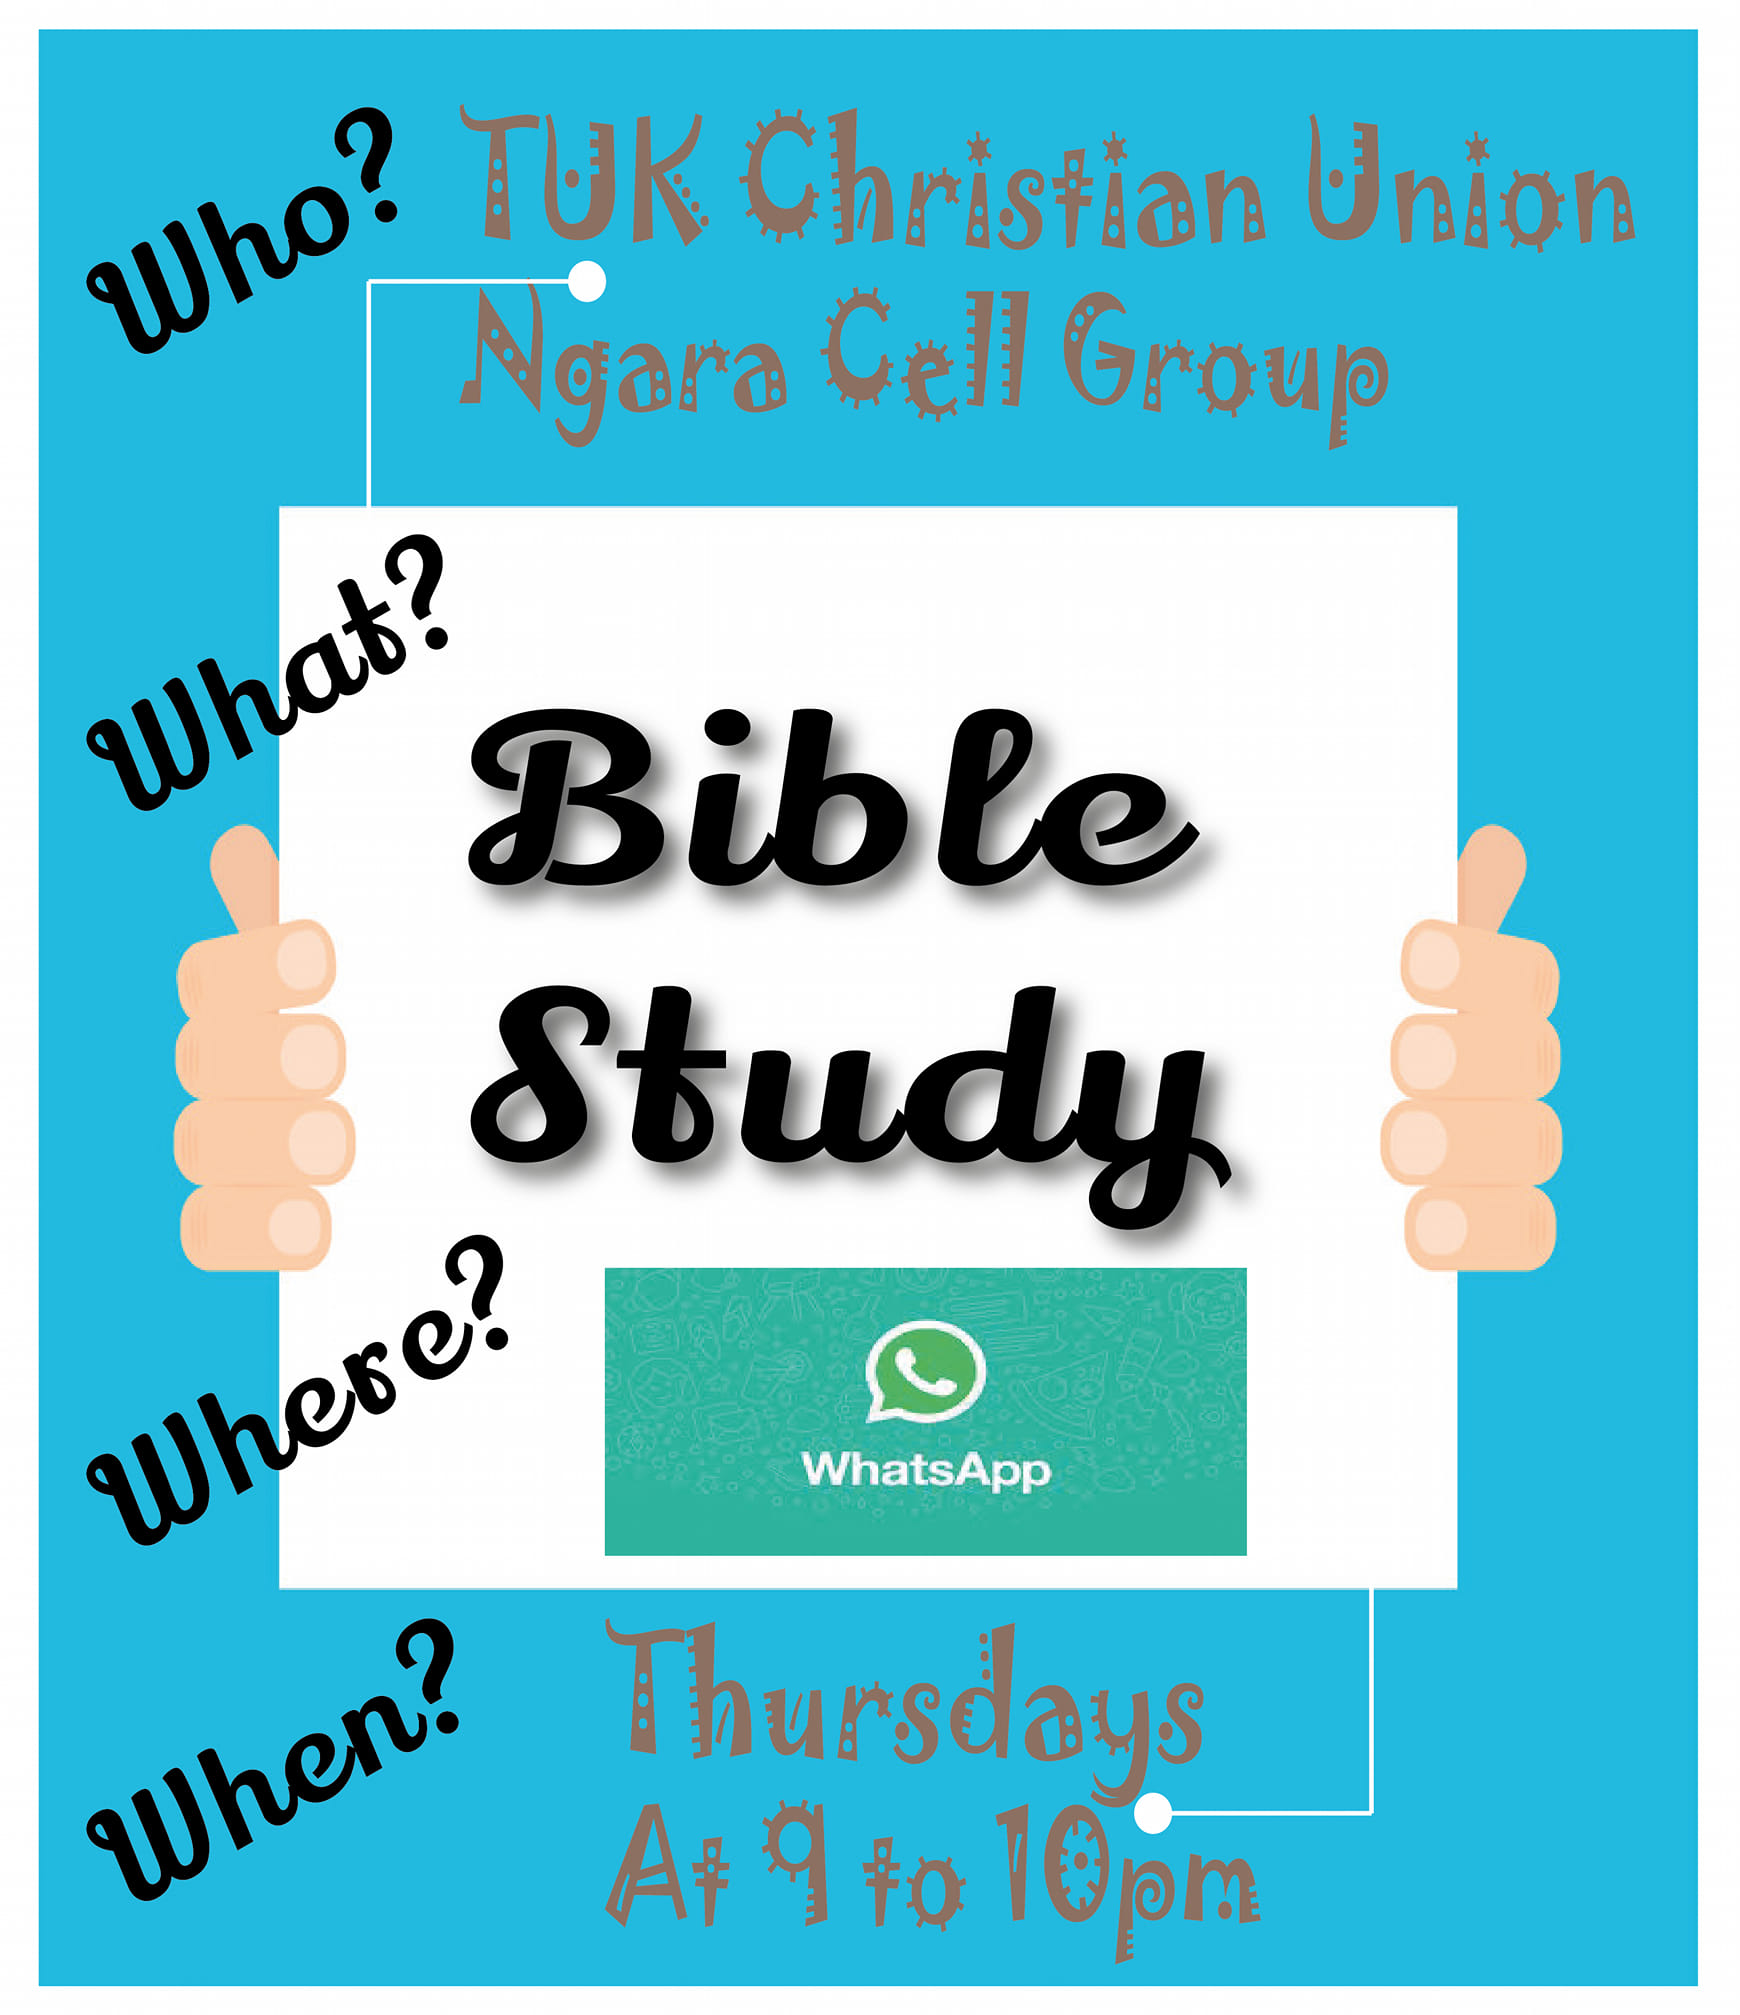 Who?
TUK Christian Union
Ngara Cell Group
What?
Bible
Study
Where?
WhatsApp
When?
Thursdays
At 9 to 10pm